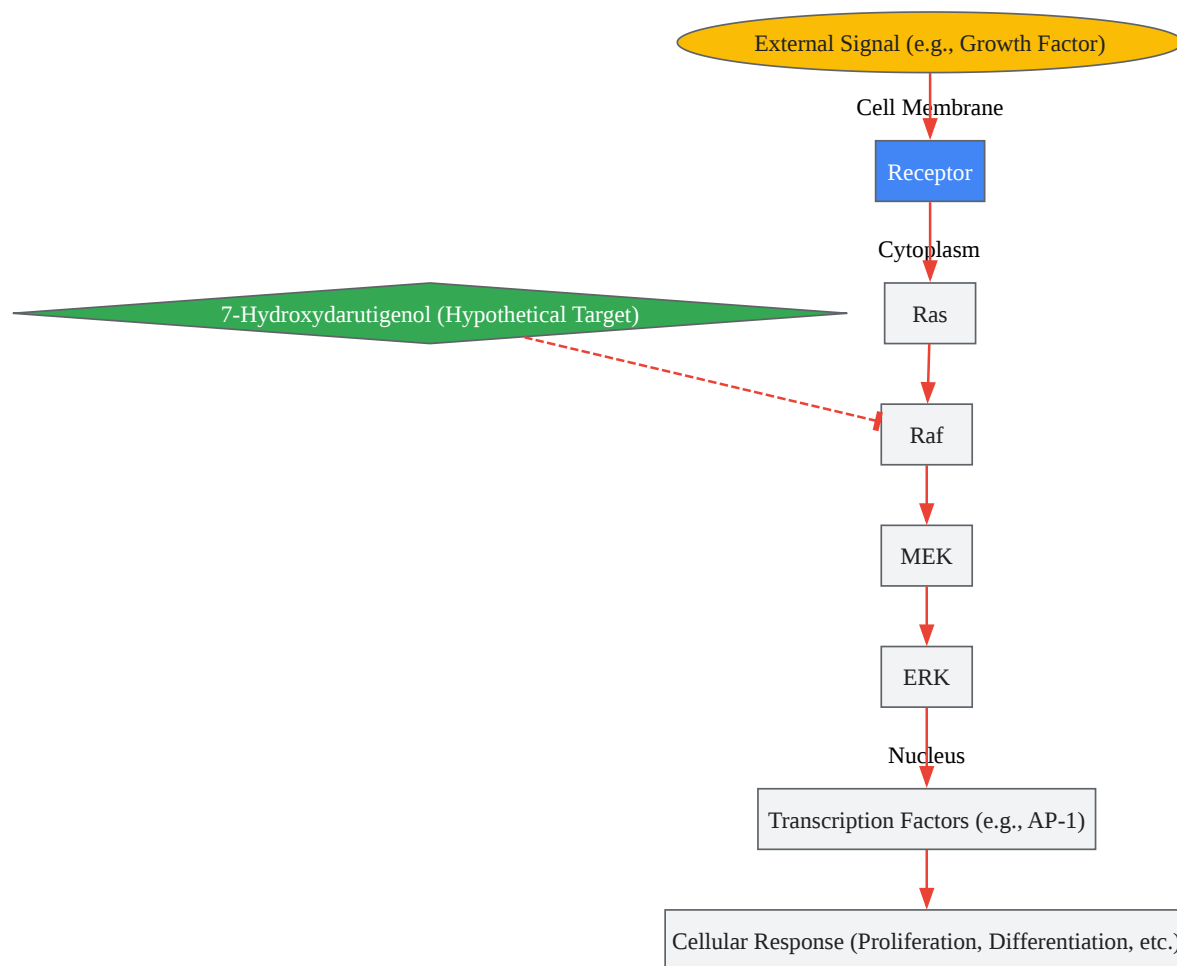 External Signal (e.g., Growth Factor)
Cell Membrane
Receptor
Cytoplasm
7-Hydroxydarutigenol (Hypothetical Target)
Ras
Raf
MEK
ERK
Nucleus
Transcription Factors (e.g., AP-1)
Cellular Response (Proliferation, Differentiation, etc.)